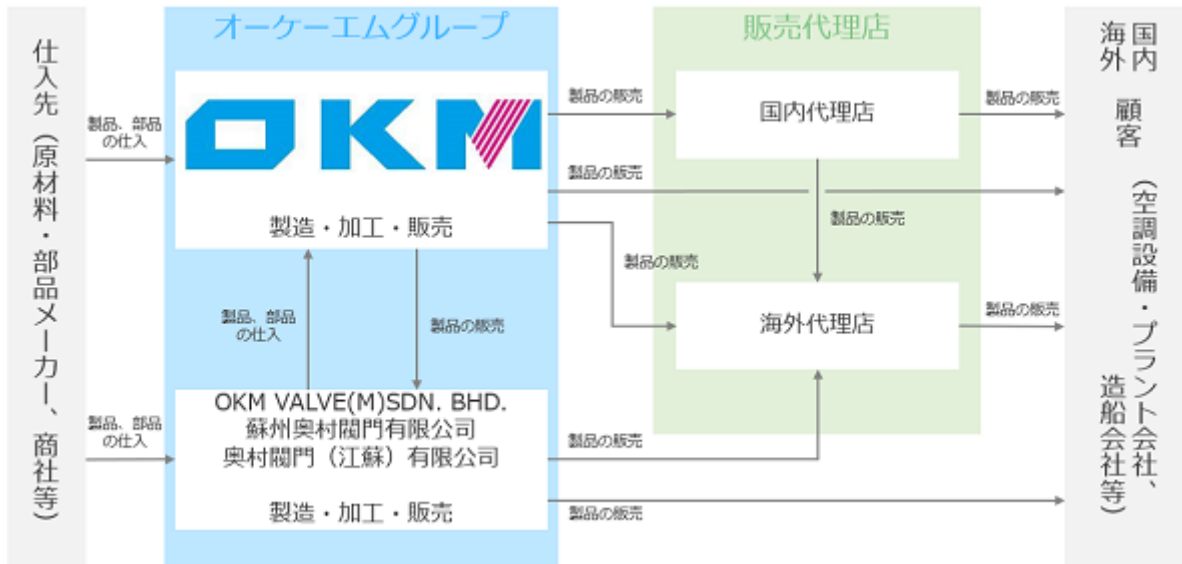 仕入先（原材料・部品メーカー、商社等）
製品、部品
の仕入
製品、部品
の仕入
オーケーエムグループ
OKM
製造・加工・販売
製品、部品
の仕入
製品の販売
OKM VALVE(M)SDN. BHD.
蘇州奥村閥門有限公司
奥村閥門（江蘇）有限公司
製造・加工・販売
製品の販売
製品の販売
製品の販売
製品の販売
製品の販売
販売代理店
国内代理店
製品の販売
海外代理店
製品の販売
製品の販売
国内
海外
顧客
（空調設備・プラント会社、
造船会社等）